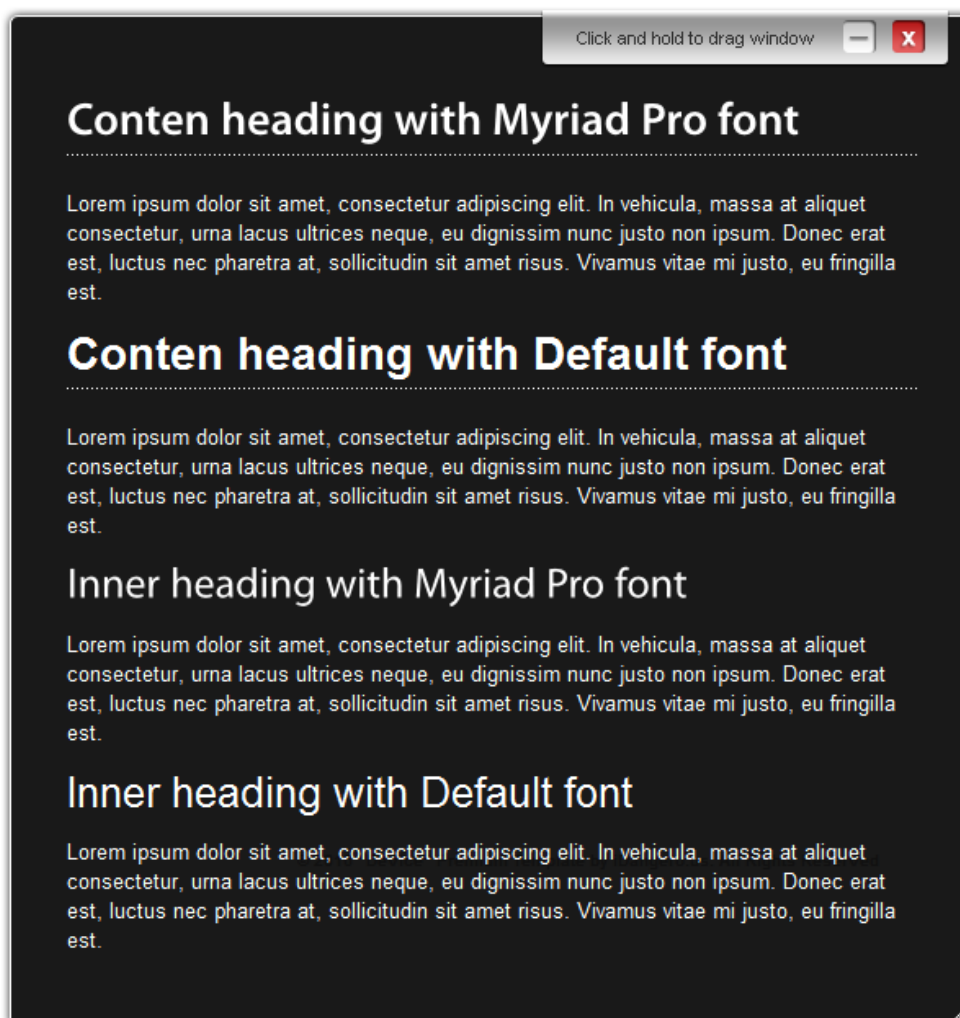 Click and hold to drag window
Conten heading with Myriad Pro font
Lorem ipsum dolor sit amet, consectetur adipiscing elit. In vehicula, massa at aliquet
consectetur, urna lacus ultrices neque, eu dignissim nunc justo non ipsum. Donec erat
est, luctus nec pharetra at, sollicitudin sit amet risus. Vivamus vitae mi justo, eu fringilla
est.
Conten heading with Default font
Lorem ipsum dolor sit amet, consectetur adipiscing elit. In vehicula, massa at aliquet
consectetur, urna lacus ultrices neque, eu dignissim nunc justo non ipsum. Donec erat
est, luctus nec pharetra at, sollicitudin sit amet risus. Vivamus vitae mi justo, eu fringilla
est.
Inner heading with Myriad Pro font
Lorem ipsum dolor sit amet, consectetur adipiscing elit. In vehicula, massa at aliquet
consectetur, urna lacus ultrices neque, eu dignissim nunc justo non ipsum. Donec erat
est, luctus nec pharetra at, sollicitudin sit amet risus. Vivamus vitae mi justo, eu fringilla
est.
Inner heading with Default font
Lorem ipsum dolor sit amet, consectetur adipiscing elit. In vehicula, massa at aliquet
consectetur, urna lacus ultrices neque, eu dignissim nunc justo non ipsum. Donec erat
est, luctus nec pharetra at, sollicitudin sit amet risus. Vivamus vitae mi justo, eu fringilla
est.